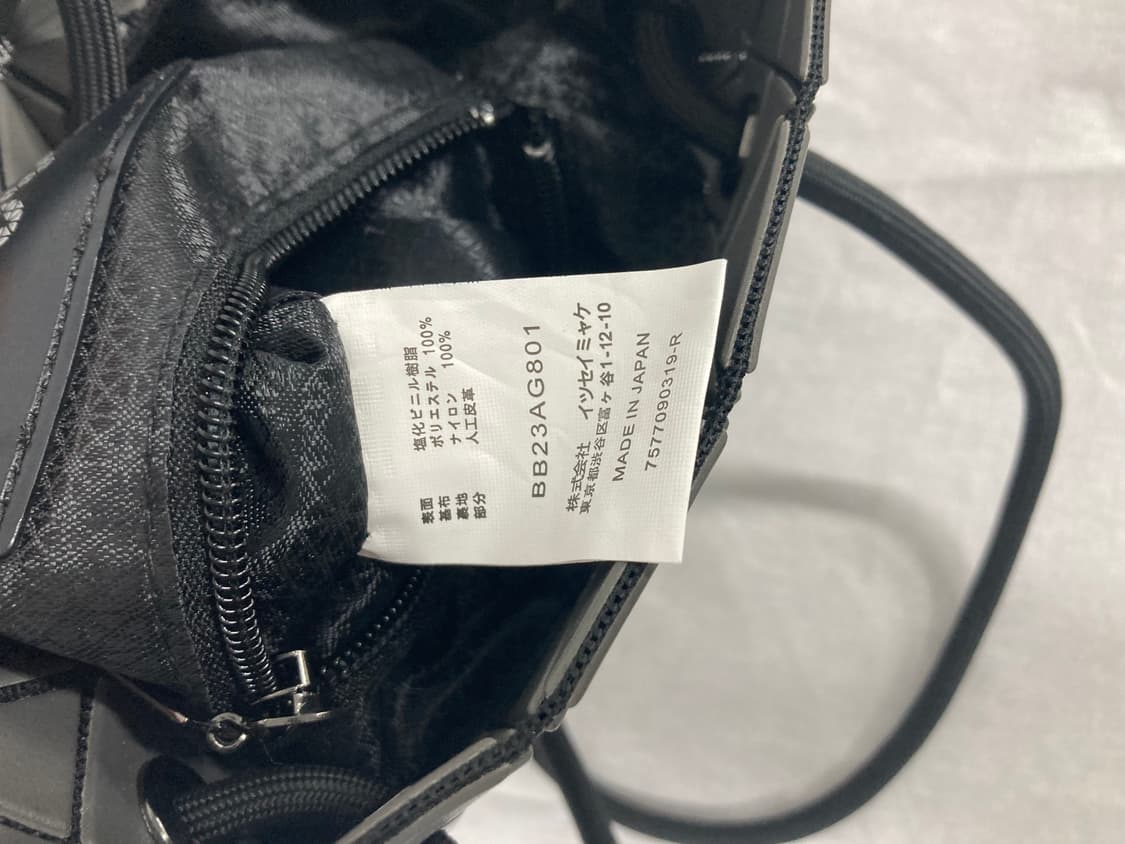 表面 塩化ビニル樹脂
基布 ポリエステル 100%
裏地 ナイロン 100%
部分 人工皮革
BB23AG801
株式会社 イッセイミヤケ
東京都渋谷区富ヶ谷1-12-10
MADE IN JAPAN
7577090319-R